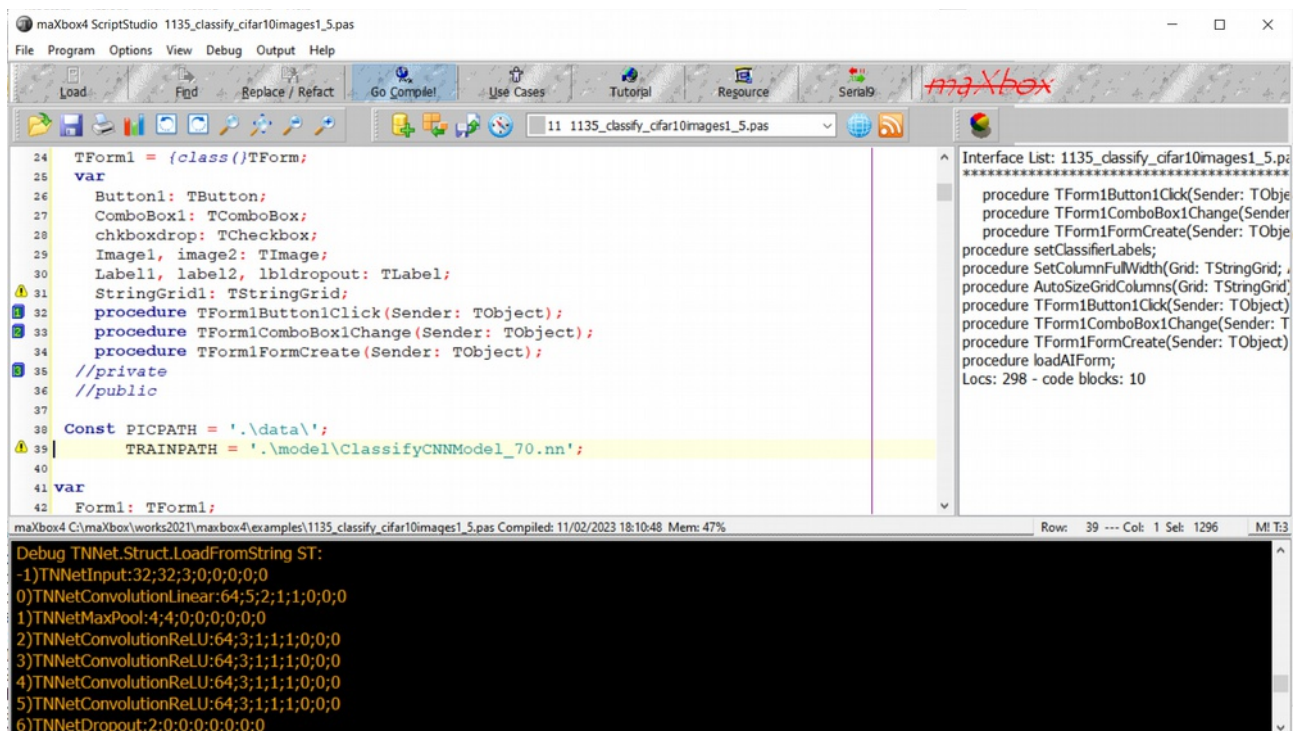 maXbox4 ScriptStudio 1135_classify_cifar10images1_5.pas
File Program Options View Debug Output Help
Load Find Replace / Refact Go Compile! Use Cases Tutorial Resource Serial9 maXbox
11 1135_classify_cifar10images1_5.pas
24 TForm1 = {class()TForm;
25 var
26 Button1: TButton;
27 ComboBox1: TComboBox;
28 chkboxdrop: TCheckbox;
29 Image1, image2: TImage;
30 Label1, label2, lbldropout: TLabel;
31 StringGrid1: TStringGrid;
1 32 procedure TForm1Button1Click(Sender: TObject);
2 33 procedure TForm1ComboBox1Change(Sender: TObject);
34 procedure TForm1FormCreate(Sender: TObject);
3 35 //private
36 //public
37
38 Const PICPATH = '.\data\';
39 TRAINPATH = '.\model\ClassifyCNNModel_70.nn';
40
41 var
42 Form1: TForm1;
Interface List: 1135_classify_cifar10images1_5.pa
*****************************************
procedure TForm1Button1Click(Sender: TObje
procedure TForm1ComboBox1Change(Sender
procedure TForm1FormCreate(Sender: TObje
procedure setClassifierLabels;
procedure SetColumnFullWidth(Grid: TStringGrid;
procedure AutoSizeGridColumns(Grid: TStringGrid)
procedure TForm1Button1Click(Sender: TObject)
procedure TForm1ComboBox1Change(Sender: T
procedure TForm1FormCreate(Sender: TObject)
procedure loadAIForm;
Locs: 298 - code blocks: 10
maXbox4 C:\maXbox\works2021\maxbox4\examples\1135_classify_cifar10images1_5.pas Compiled: 11/02/2023 18:10:48 Mem: 47% Row: 39 --- Col: 1 Sel: 1296 M! T:3
Debug TNNet.Struct.LoadFromString ST:
-1)TNNetInput:32;32;3;0;0;0;0;0
0)TNNetConvolutionLinear:64;5;2;1;1;0;0;0
1)TNNetMaxPool:4;4;0;0;0;0;0;0
2)TNNetConvolutionReLU:64;3;1;1;1;0;0;0
3)TNNetConvolutionReLU:64;3;1;1;1;0;0;0
4)TNNetConvolutionReLU:64;3;1;1;1;0;0;0
5)TNNetConvolutionReLU:64;3;1;1;1;0;0;0
6)TNNetDropout:2;0;0;0;0;0;0;0